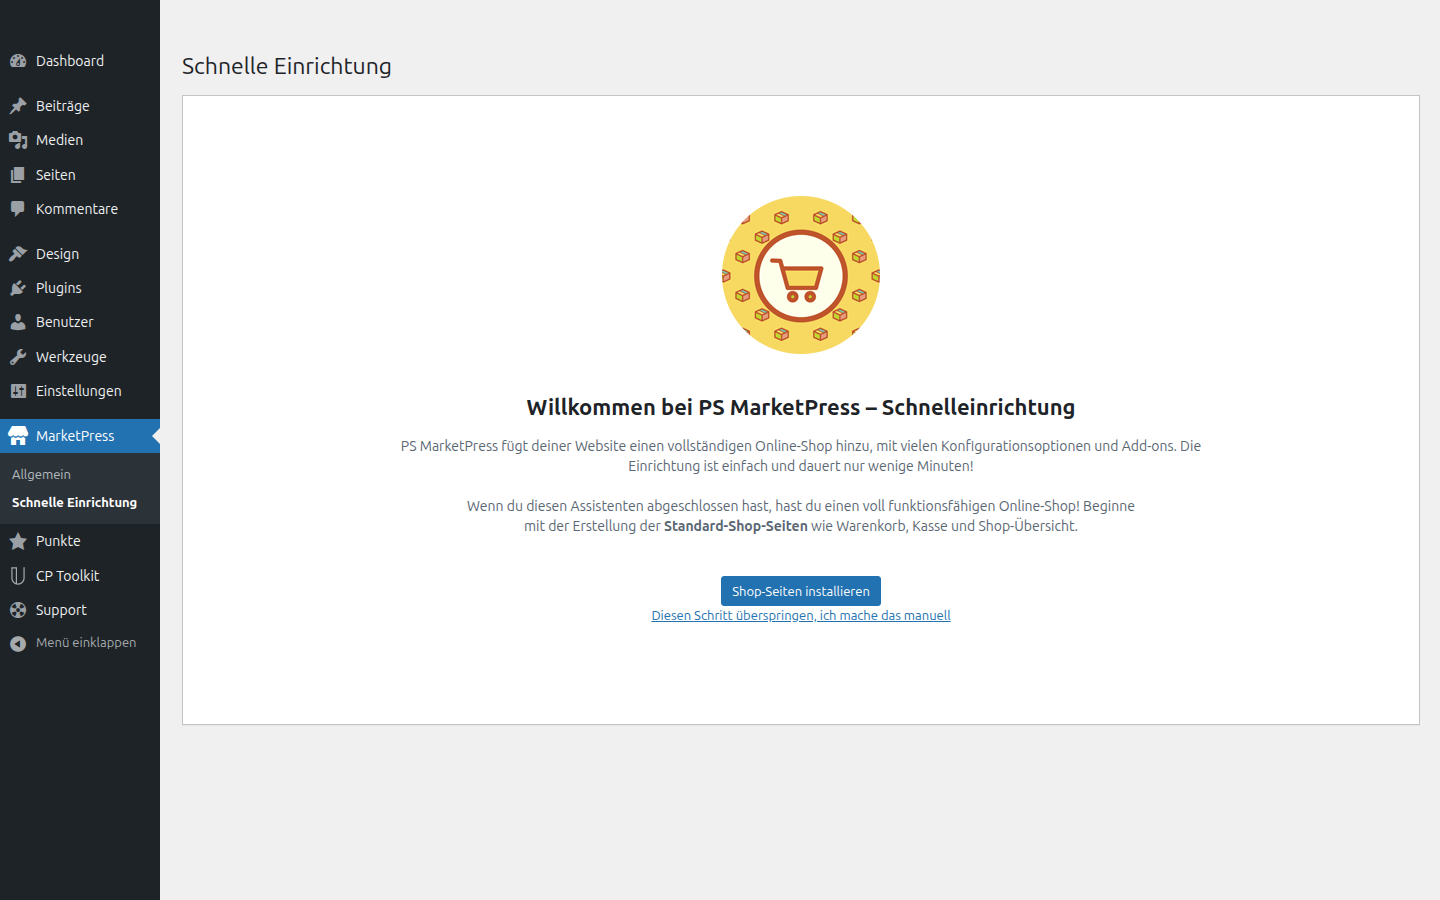 Dashboard
Beiträge
Medien
Seiten
Kommentare
Design
Plugins
Benutzer
Werkzeuge
Einstellungen
MarketPress
Allgemein
Schnelle Einrichtung
Punkte
CP Toolkit
Support
Menü einklappen
Schnelle Einrichtung
Willkommen bei PS MarketPress – Schnelleinrichtung
PS MarketPress fügt deiner Website einen vollständigen Online-Shop hinzu, mit vielen Konfigurationsoptionen und Add-ons. Die
Einrichtung ist einfach und dauert nur wenige Minuten!
Wenn du diesen Assistenten abgeschlossen hast, hast du einen voll funktionsfähigen Online-Shop! Beginne
mit der Erstellung der Standard-Shop-Seiten wie Warenkorb, Kasse und Shop-Übersicht.
Shop-Seiten installieren
Diesen Schritt überspringen, ich mache das manuell